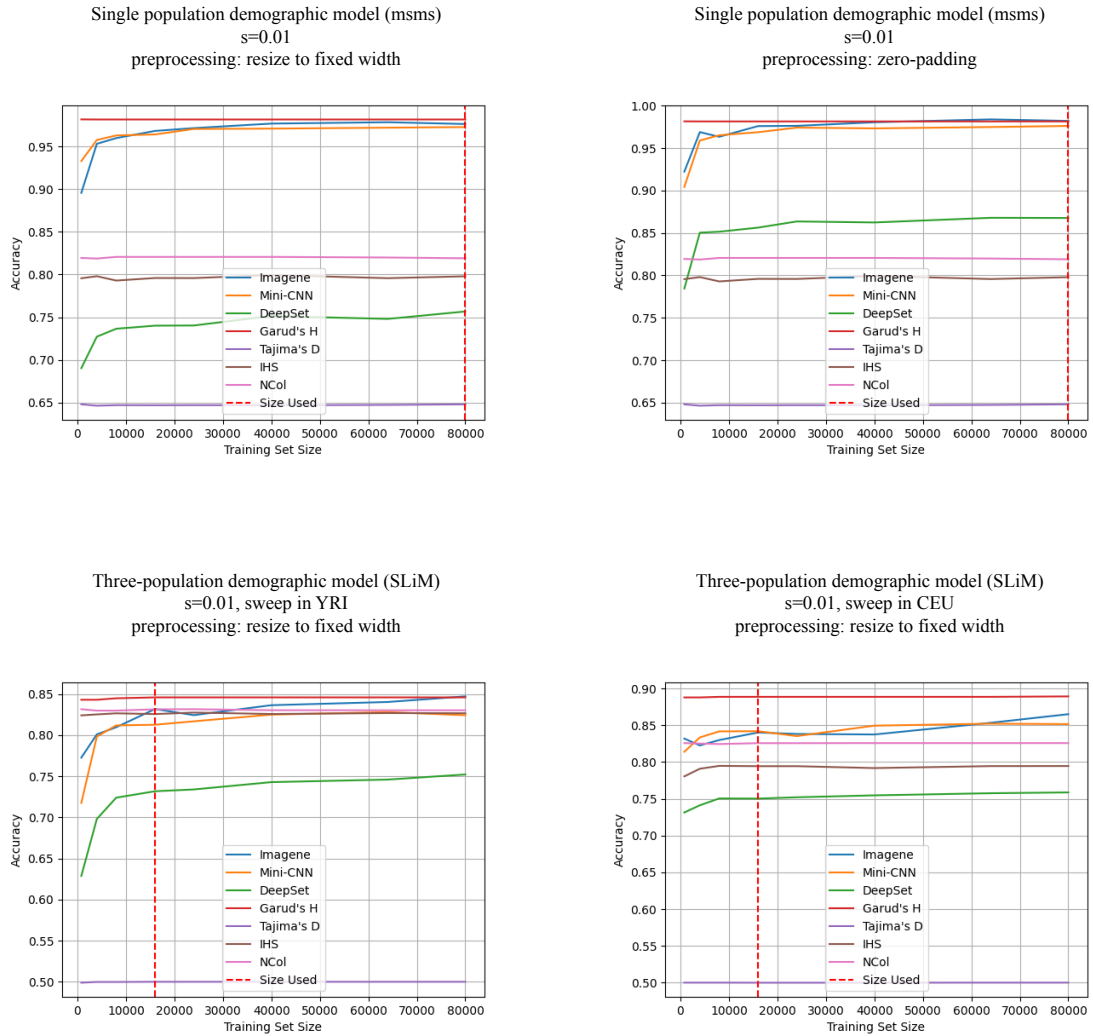 Single population demographic model (msms)
s=0.01
preprocessing: resize to fixed width
Accuracy
0.95
0.90
0.85
0.80
0.75
0.70
0.65
Imagene
Mini-CNN
DeepSet
Garud's H
Tajima's D
IHS
NCol
Size Used
0 10000 20000 30000 40000 50000 60000 70000 80000
Training Set Size
Single population demographic model (msms)
s=0.01
preprocessing: zero-padding
Accuracy
1.00
0.95
0.90
0.85
0.80
0.75
0.70
0.65
Imagene
Mini-CNN
DeepSet
Garud's H
Tajima's D
IHS
NCol
Size Used
0 10000 20000 30000 40000 50000 60000 70000 80000
Training Set Size
Three-population demographic model (SLiM)
s=0.01, sweep in YRI
preprocessing: resize to fixed width
Accuracy
0.85
0.80
0.75
0.70
0.65
0.60
0.55
0.50
Imagene
Mini-CNN
DeepSet
Garud's H
Tajima's D
IHS
NCol
Size Used
0 10000 20000 30000 40000 50000 60000 70000 80000
Training Set Size
Three-population demographic model (SLiM)
s=0.01, sweep in CEU
preprocessing: resize to fixed width
Accuracy
0.90
0.85
0.80
0.75
0.70
0.65
0.60
0.55
0.50
Imagene
Mini-CNN
DeepSet
Garud's H
Tajima's D
IHS
NCol
Size Used
0 10000 20000 30000 40000 50000 60000 70000 80000
Training Set Size